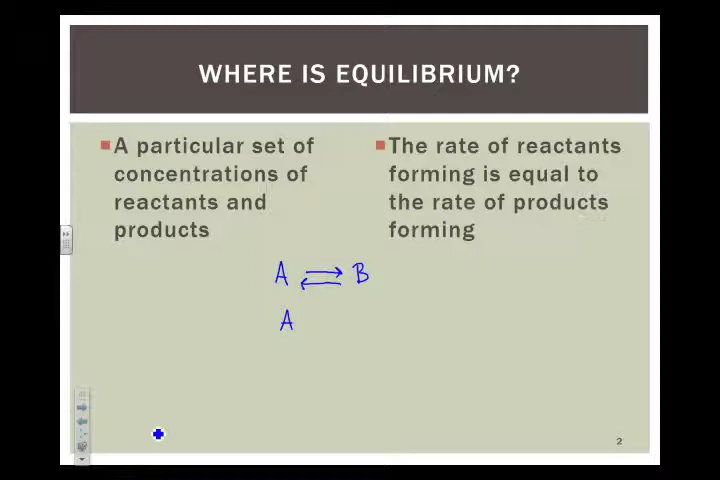 WHERE IS EQUILIBRIUM?
A particular set of
concentrations of
reactants and
products
The rate of reactants
forming is equal to
the rate of products
forming
A ⇄ B
A
2